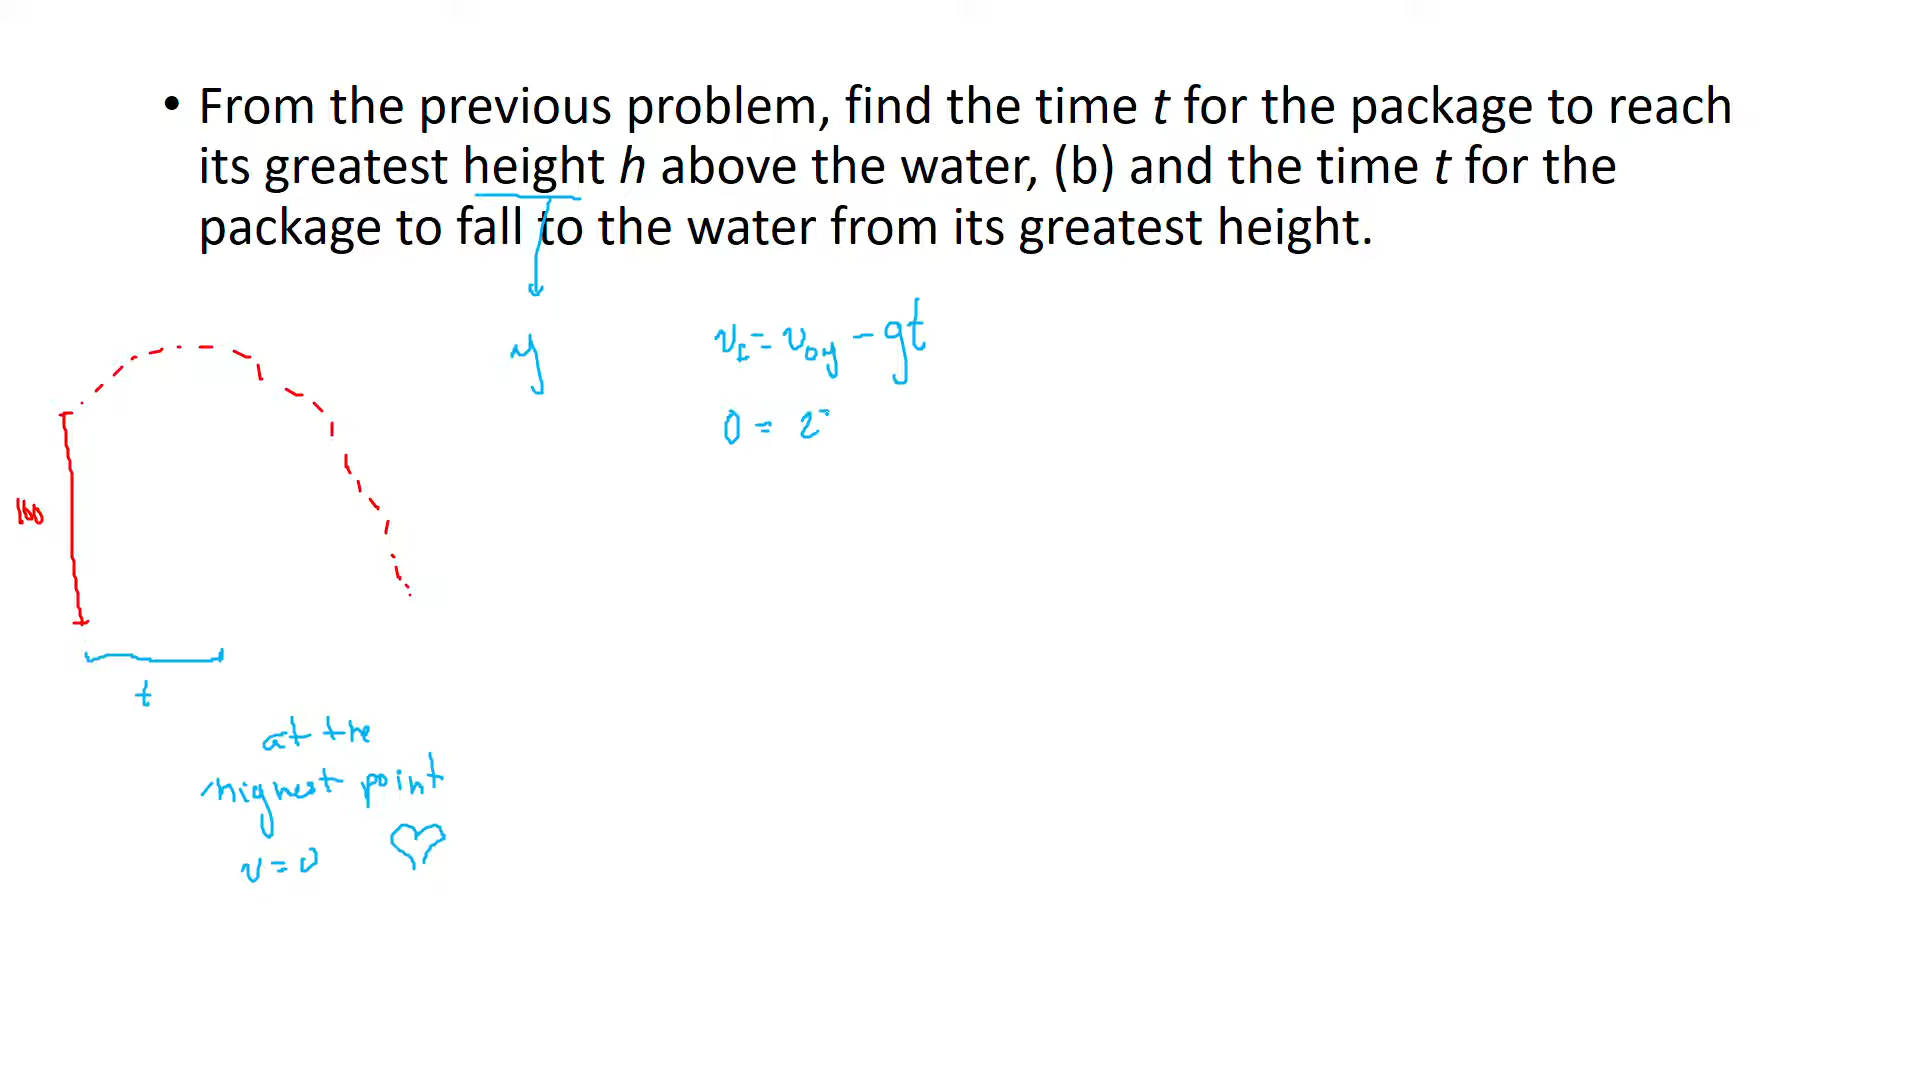 • From the previous problem, find the time t for the package to reach
its greatest height h above the water, (b) and the time t for the
package to fall to the water from its greatest height.
y
v = v₀y − gt
0 = 2
100
t
at the
highest point
v = 0